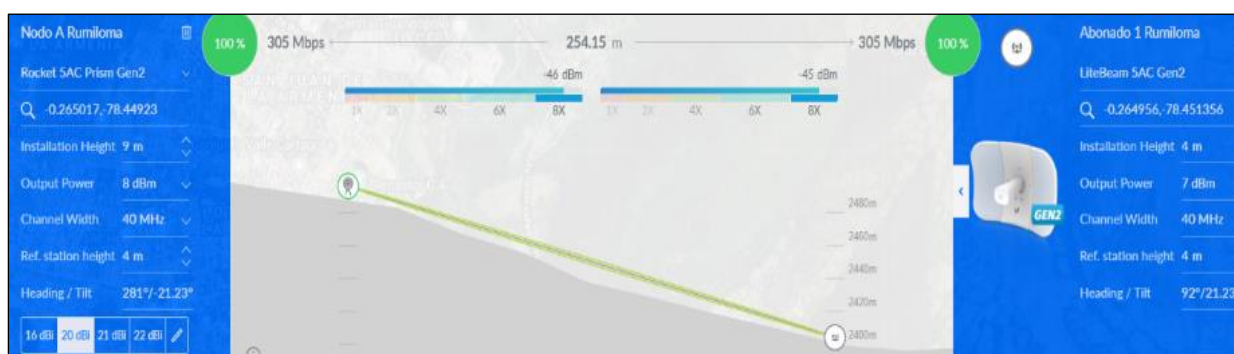 Nodo A Rumiloma
Rocket 5AC Prism Gen2
-0.265017,-78.44923
Installation Height 9 m
Output Power 8 dBm
Channel Width 40 MHz
Ref. station height 4 m
Heading / Tilt 281°/-21.23°
16 dBi 20 dBi 21 dBi 22 dBi
100 % 305 Mbps 254.15 m 305 Mbps 100 %
-46 dBm -45 dBm
1X 2X 4X 6X 8X 1X 2X 4X 6X 8X
2480m
2460m
2440m
2420m
2400m
Abonado 1 Rumiloma
LiteBeam 5AC Gen2
-0.264956,-78.451356
Installation Height 4 m
Output Power 7 dBm
Channel Width 40 MHz
Ref. station height 4 m
Heading / Tilt 92°/21.23
GEN2